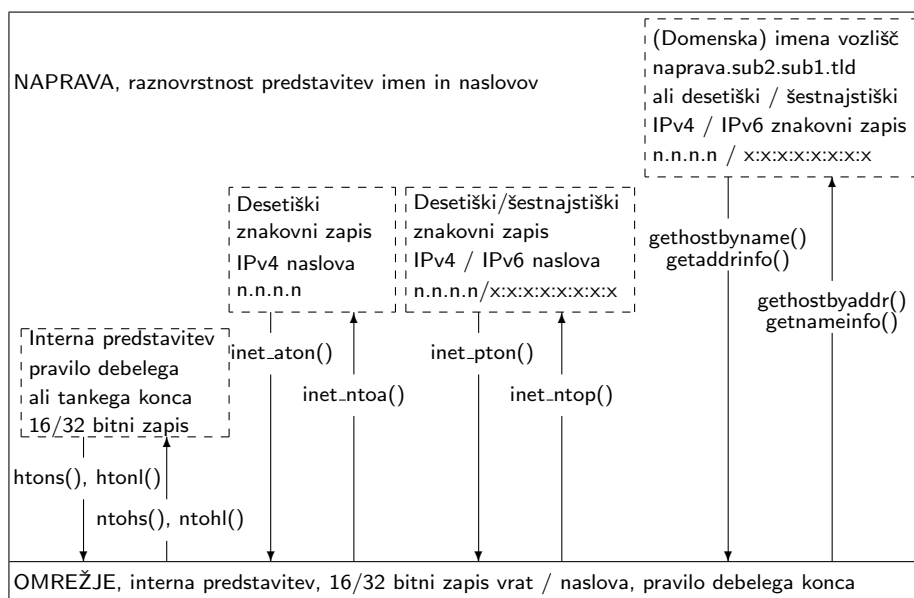 (Domenska) imena vozlišč
naprava.sub2.sub1.tld
ali desetiški / šestnajstiški
IPv4 / IPv6 znakovni zapis
n.n.n.n / x:x:x:x:x:x:x:x
NAPRAVA, raznovrstnost predstavitev imen in naslovov
Desetiški
znakovni zapis
IPv4 naslova
n.n.n.n
Desetiški/šestnajstiški
znakovni zapis
IPv4 / IPv6 naslova
n.n.n.n/x:x:x:x:x:x:x:x
gethostbyname()
getaddrinfo()
gethostbyaddr()
getnameinfo()
Interna predstavitev
pravilo debelega
ali tankega konca
16/32 bitni zapis
inet_aton()
inet_ntoa()
inet_pton()
inet_ntop()
htons(), htonl()
ntohs(), ntohl()
OMREŽJE, interna predstavitev, 16/32 bitni zapis vrat / naslova, pravilo debelega konca